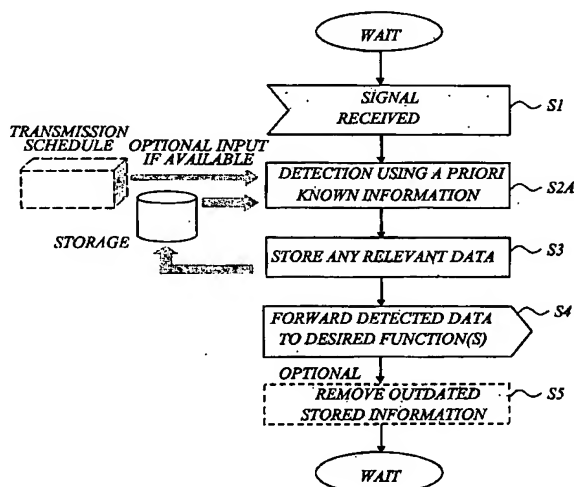 WAIT
SIGNAL
RECEIVED
S1
TRANSMISSION
SCHEDULE
OPTIONAL INPUT
IF AVAILABLE
DETECTION USING A PRIORI
KNOWN INFORMATION
S2A
STORAGE
STORE ANY RELEVANT DATA
S3
FORWARD DETECTED DATA
TO DESIRED FUNCTION(S)
S4
OPTIONAL
REMOVE OUTDATED
STORED INFORMATION
S5
WAIT